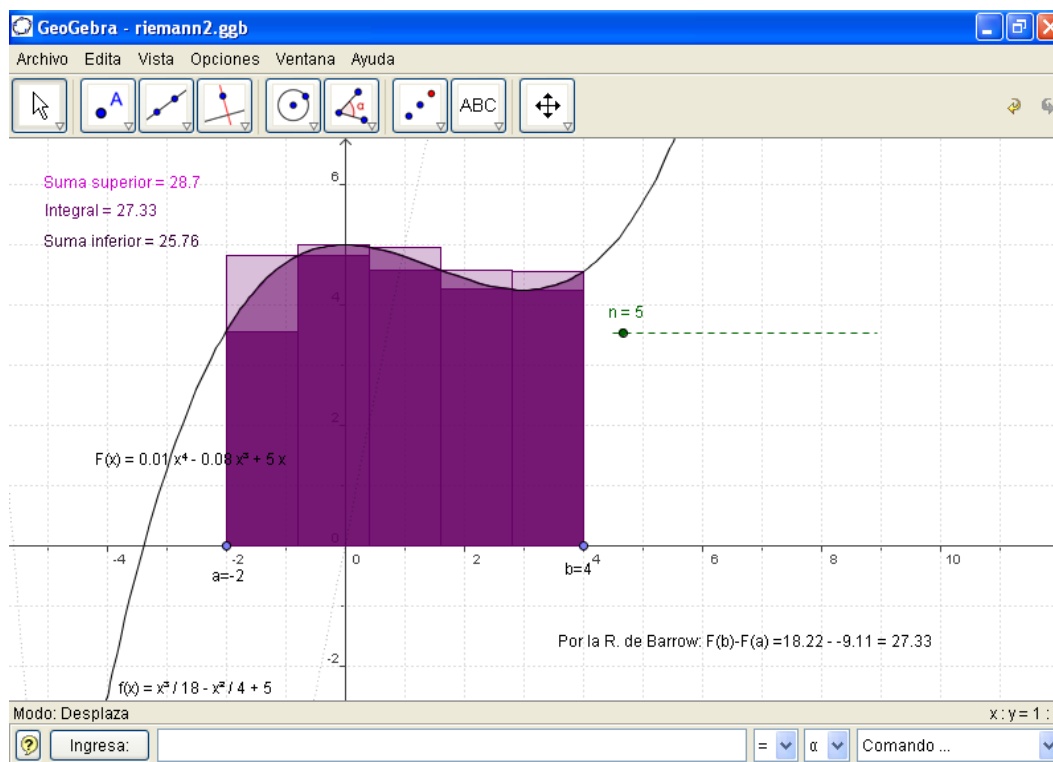 GeoGebra - riemann2.ggb
Archivo Edita Vista Opciones Ventana Ayuda
A α ABC
Suma superior = 28.7
Integral = 27.33
Suma inferior = 25.76
6
4
2
0
-2
-4 -2 0 2 4 6 8 10
a=-2
b=4
n = 5
F(x) = 0.01 x⁴ - 0.08 x³ + 5 x
Por la R. de Barrow: F(b)-F(a) =18.22 - -9.11 = 27.33
f(x) = x³ / 18 - x² / 4 + 5
Modo: Desplaza x : y = 1 :
Ingresa: = α Comando ...